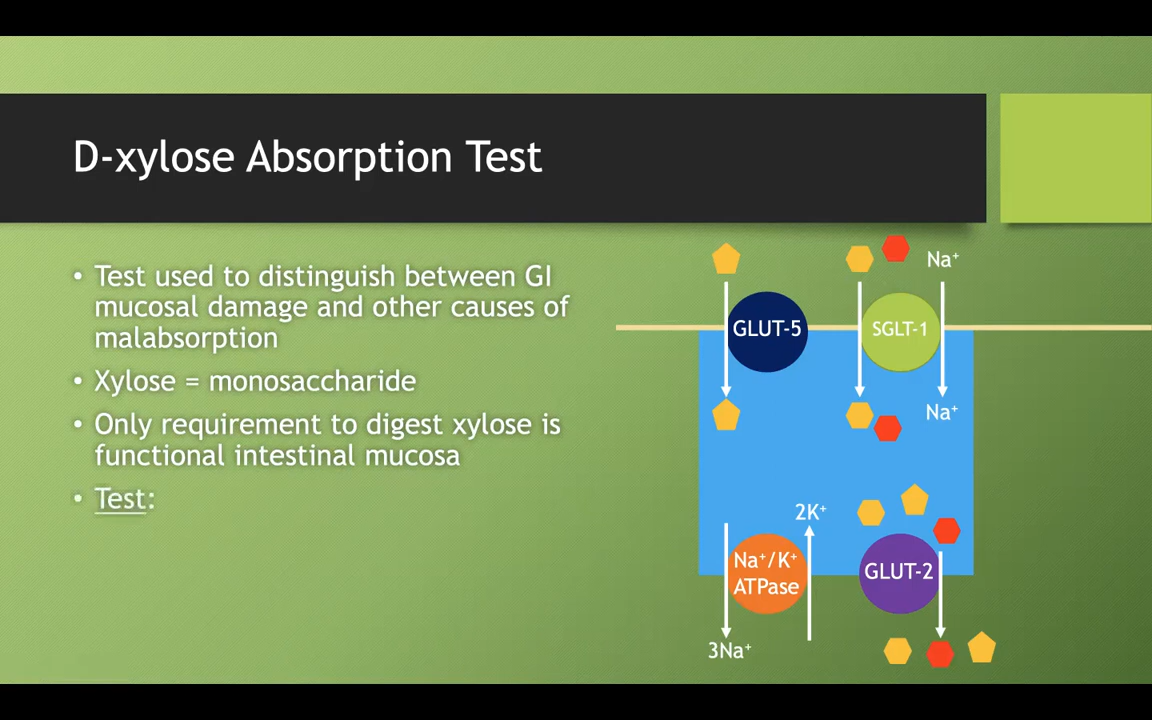 D-xylose Absorption Test
• Test used to distinguish between GI
mucosal damage and other causes of
malabsorption
• Xylose = monosaccharide
• Only requirement to digest xylose is
functional intestinal mucosa
• Test:
Na⁺
GLUT-5
SGLT-1
Na⁺
2K⁺
Na⁺/K⁺
ATPase
GLUT-2
3Na⁺